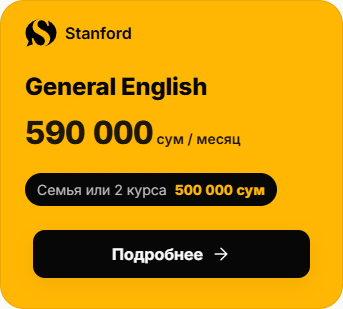 Stanford
General English
590 000 сум / месяц
Семья или 2 курса 500 000 сум
Подробнее →